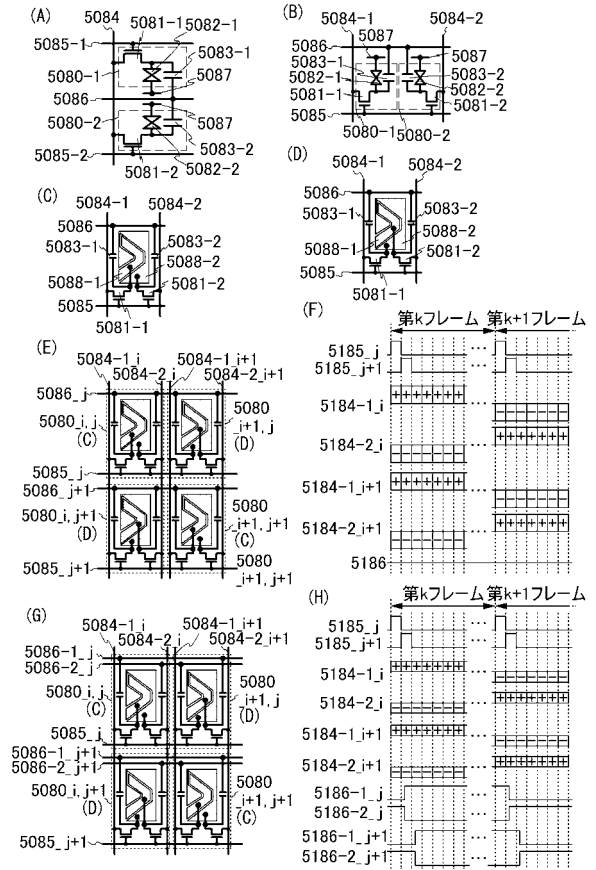 (A)
5084
5081-1
5082-1
5085-1
5083-1
5080-1
5087
5086
5080-2
5087
5083-2
5085-2
5082-2
5081-2
(B)
5084-1
5084-2
5086
5087
5087
5083-1
5082-1
5083-2
5082-2
5081-1
5081-2
5085
5080-1
5080-2
(C)
5084-1
5084-2
5086
5083-1
5083-2
5088-2
5088-1
5081-2
5085
5081-1
(D)
5084-1
5084-2
5086
5083-1
5083-2
5088-2
5088-1
5081-2
5085
5081-1
(E)
5084-1_i
5084-1_i+1
5084-2_i
5084-2_i+1
5086_j
5080_i, j
(C)
5080
_i+1, j
(D)
5085_j
5086_j+1
5080_i, j+1
(D)
5080
_i+1, j+1
(C)
5085_j+1
5080
_i+1, j+1
(F)
第kフレーム
第k+1フレーム
5185_j
5185_j+1
5184-1_i
5184-2_i
5184-1_i+1
5184-2_i+1
5186
(G)
5084-1_i
5084-1_i+1
5084-2_i
5084-2_i+1
5086-1_j
5086-2_j
5080_i, j
(C)
5080
_i+1, j
(D)
5085_j
5086-1_j+1
5086-2_j+1
5080_i, j+1
(D)
5080
_i+1, j+1
(C)
5085_j+1
(H)
第kフレーム
第k+1フレーム
5185_j
5185_j+1
5184-1_i
5184-2_i
5184-1_i+1
5184-2_i+1
5186-1_j
5186-2_j
5186-1_j+1
5186-2_j+1